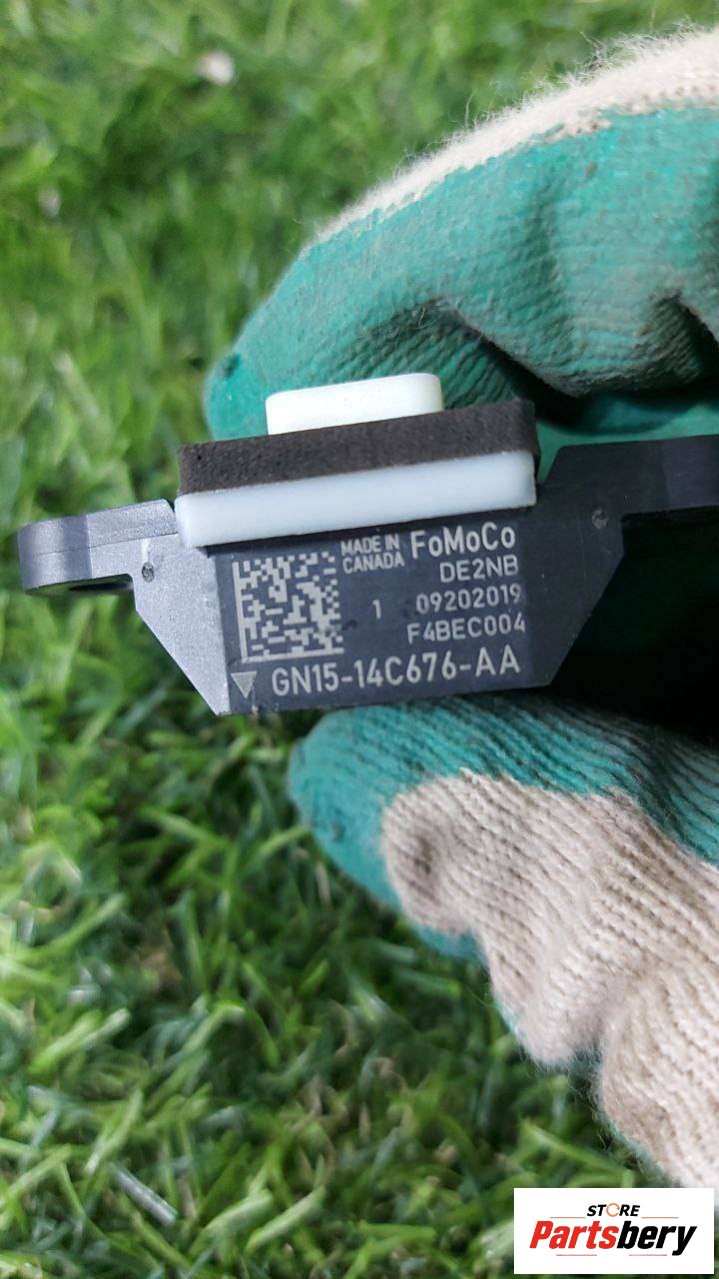 MADE IN FoMoCo
CANADA
DE2NB
1 09202019
F4BEC004
GN15-14C676-AA
STORE
Partsbery